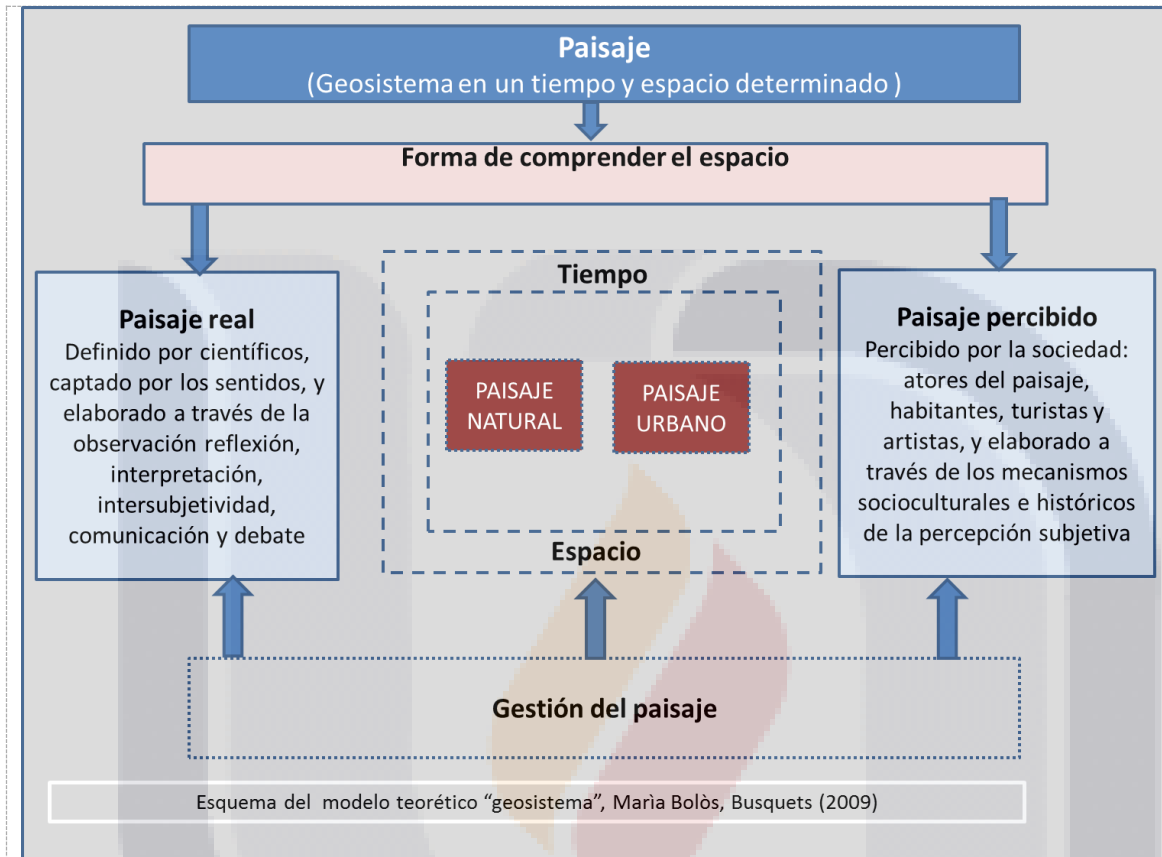 Paisaje
(Geosistema en un tiempo y espacio determinado )
Forma de comprender el espacio
Paisaje real
Definido por científicos,
captado por los sentidos, y
elaborado a través de la
observación reflexión,
interpretación,
intersubjetividad,
comunicación y debate
Tiempo
PAISAJE
NATURAL
PAISAJE
URBANO
Espacio
Paisaje percibido
Percibido por la sociedad:
atores del paisaje,
habitantes, turistas y
artistas, y elaborado a
través de los mecanismos
socioculturales e históricos
de la percepción subjetiva
Gestión del paisaje
Esquema del modelo teorético “geosistema”, Marìa Bolòs, Busquets (2009)